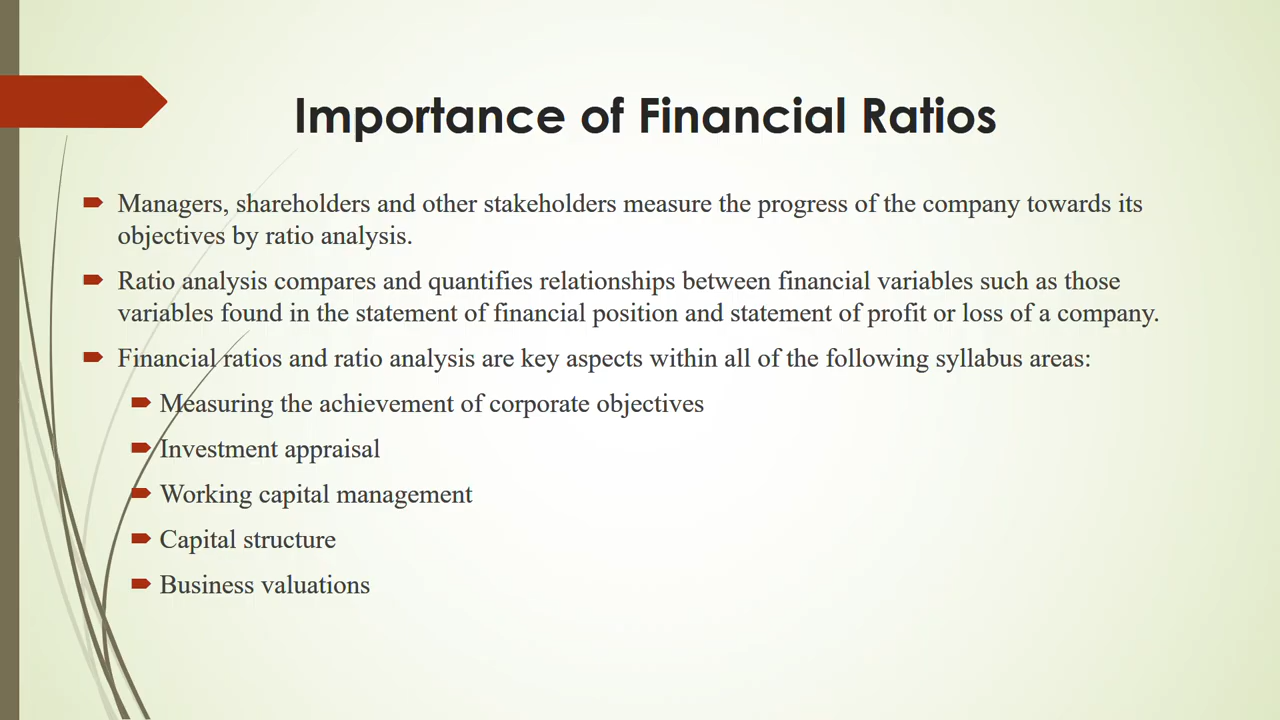 Importance of Financial Ratios
Managers, shareholders and other stakeholders measure the progress of the company towards its
objectives by ratio analysis.
Ratio analysis compares and quantifies relationships between financial variables such as those
variables found in the statement of financial position and statement of profit or loss of a company.
Financial ratios and ratio analysis are key aspects within all of the following syllabus areas:
Measuring the achievement of corporate objectives
Investment appraisal
Working capital management
Capital structure
Business valuations